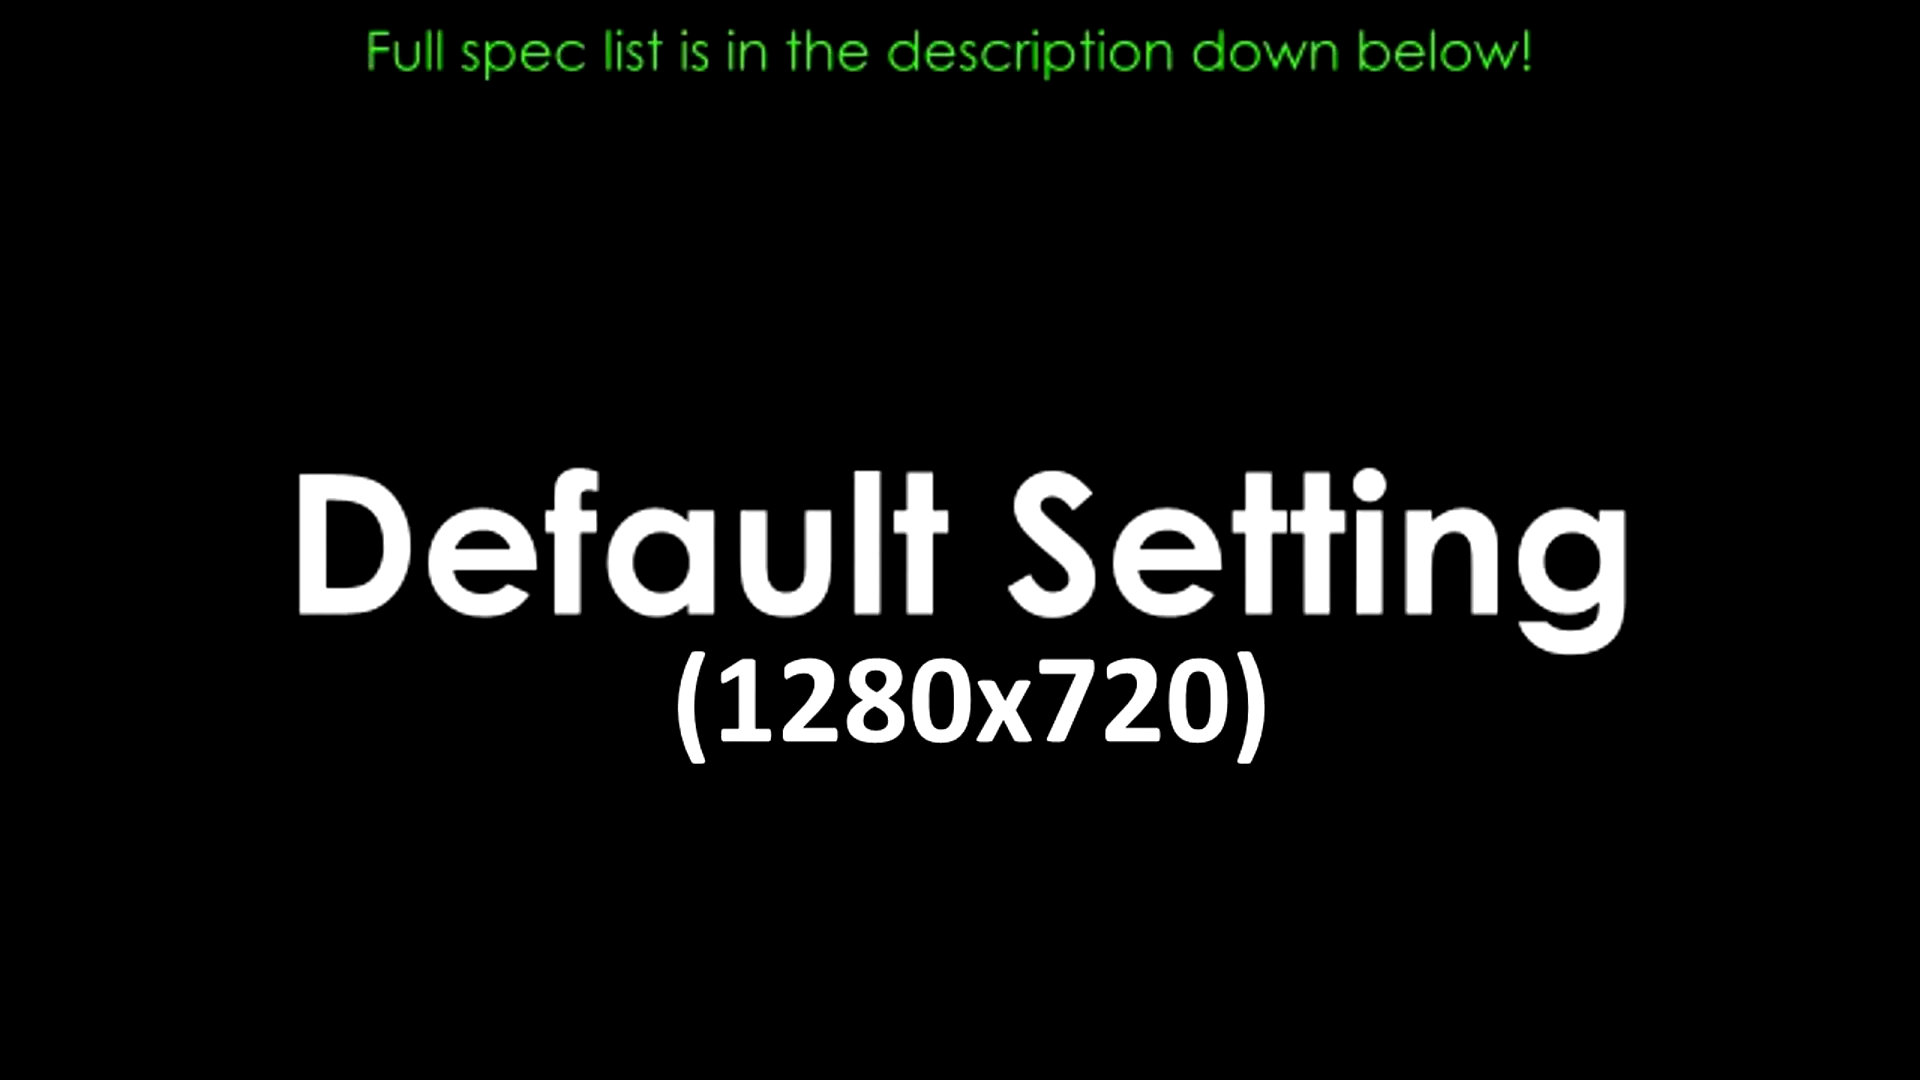 Full spec list is in the description down below!
Default Setting
(1280x720)